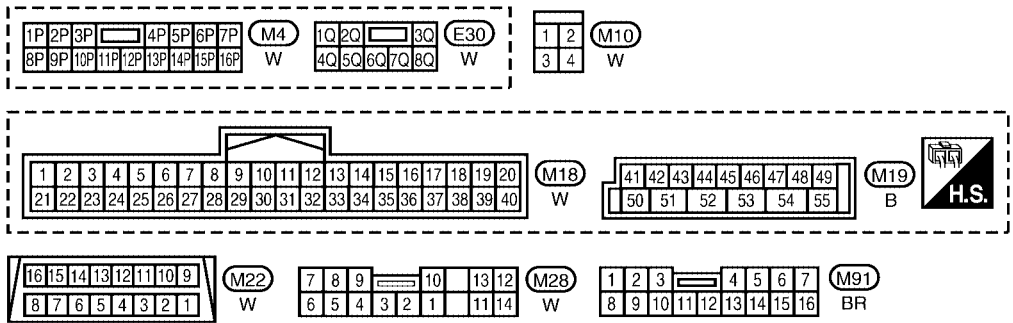 1P 2P 3P 4P 5P 6P 7P M4
8P 9P 10P 11P 12P 13P 14P 15P 16P W
1Q 2Q 3Q E30
4Q 5Q 6Q 7Q 8Q W
1 2 M10
3 4 W
1 2 3 4 5 6 7 8 9 10 11 12 13 14 15 16 17 18 19 20 M18
21 22 23 24 25 26 27 28 29 30 31 32 33 34 35 36 37 38 39 40 W
41 42 43 44 45 46 47 48 49 M19
50 51 52 53 54 55 B
H.S.
16 15 14 13 12 11 10 9 M22
8 7 6 5 4 3 2 1 W
7 8 9 10 13 12 M28
6 5 4 3 2 1 11 14 W
1 2 3 4 5 6 7 M91
8 9 10 11 12 13 14 15 16 BR